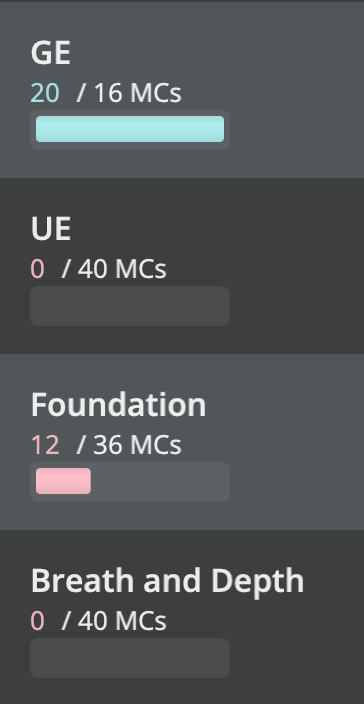 GE
20 / 16 MCs
UE
0 / 40 MCs
Foundation
12 / 36 MCs
Breath and Depth
0 / 40 MCs